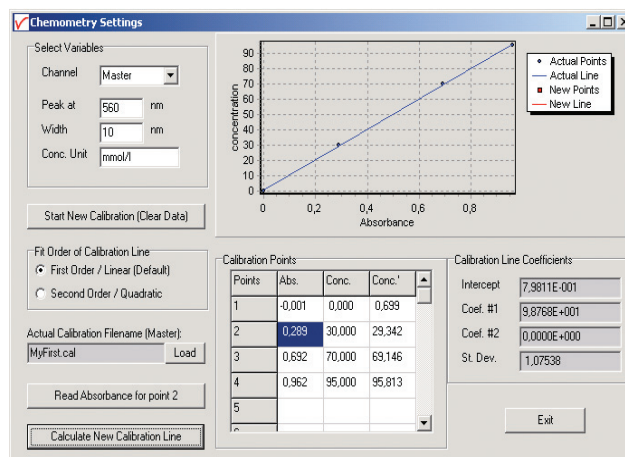 Chemometry Settings
Select Variables
Channel Master
Peak at 560 nm
Width 10 nm
Conc. Unit mmol/l
Start New Calibration (Clear Data)
Fit Order of Calibration Line
First Order / Linear (Default)
Second Order / Quadratic
Actual Calibration Filename (Master):
MyFirst.cal Load
Read Absorbance for point 2
Calculate New Calibration Line
concentration
90
80
70
60
50
40
30
20
10
0
0 0,2 0,4 0,6 0,8
Absorbance
Actual Points
Actual Line
New Points
New Line
Calibration Points
Points Abs. Conc. Conc.'
1 -0,001 0,000 0,699
2 0,289 30,000 29,342
3 0,692 70,000 69,146
4 0,962 95,000 95,813
5
Calibration Line Coefficients
Intercept 7,9811E-001
Coef. #1 9,8768E+001
Coef. #2 0,0000E+000
St. Dev. 1,07538
Exit